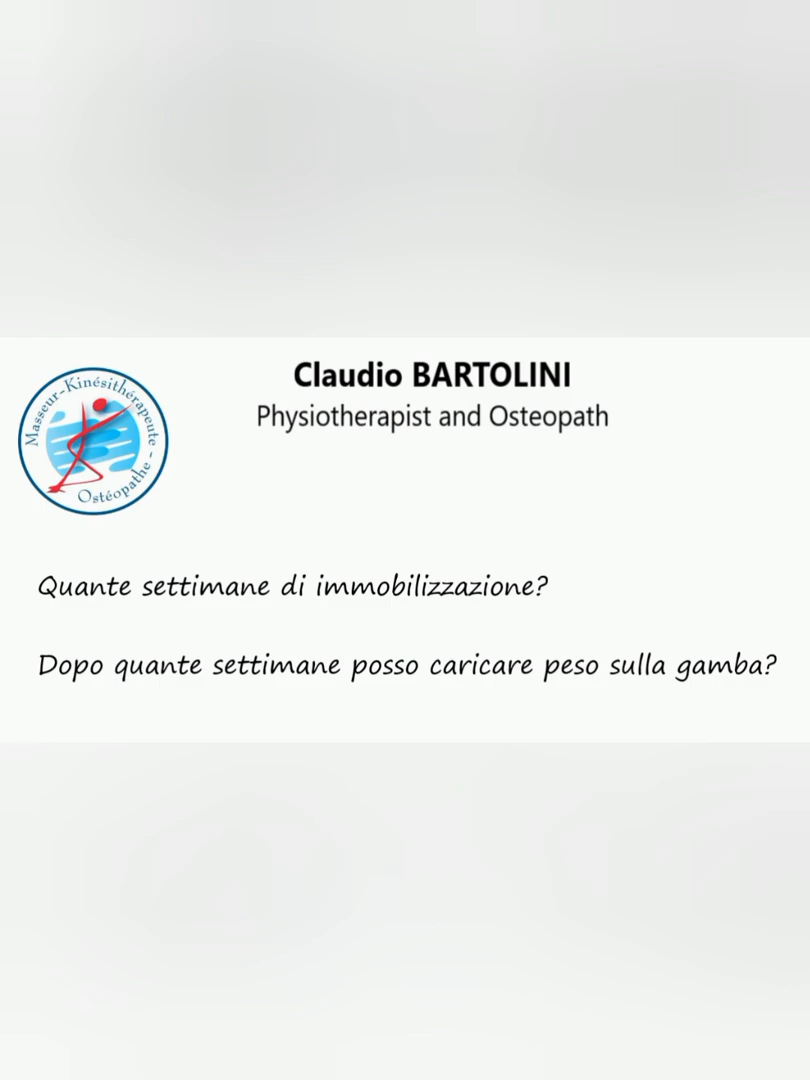 Claudio BARTOLINI
Physiotherapist and Osteopath
Masseur-Kinésithérapeute - Ostéopathe -
Quante settimane di immobilizzazione?
Dopo quante settimane posso caricare peso sulla gamba?